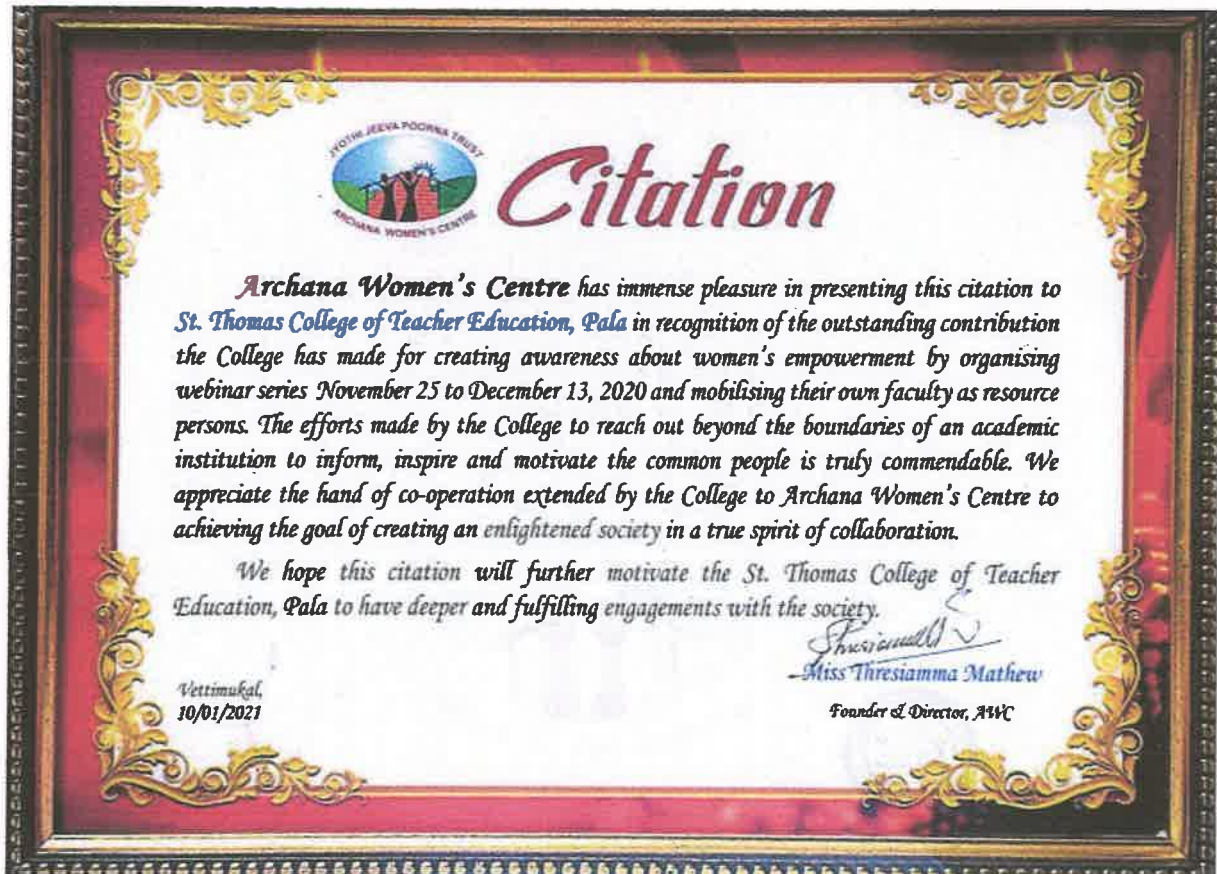 JYOTHI JEEVA POORNA TRUST
ARCHANA WOMEN'S CENTRE
Citation
Archana Women's Centre has immense pleasure in presenting this citation to
St. Thomas College of Teacher Education, Pala in recognition of the outstanding contribution
the College has made for creating awareness about women's empowerment by organising
webinar series November 25 to December 13, 2020 and mobilising their own faculty as resource
persons. The efforts made by the College to reach out beyond the boundaries of an academic
institution to inform, inspire and motivate the common people is truly commendable. We
appreciate the hand of co-operation extended by the College to Archana Women's Centre to
achieving the goal of creating an enlightened society in a true spirit of collaboration.
We hope this citation will further motivate the St. Thomas College of Teacher
Education, Pala to have deeper and fulfilling engagements with the society.
Miss Thresiamma Mathew
Founder & Director, AWC
Vettimukal,
10/01/2021